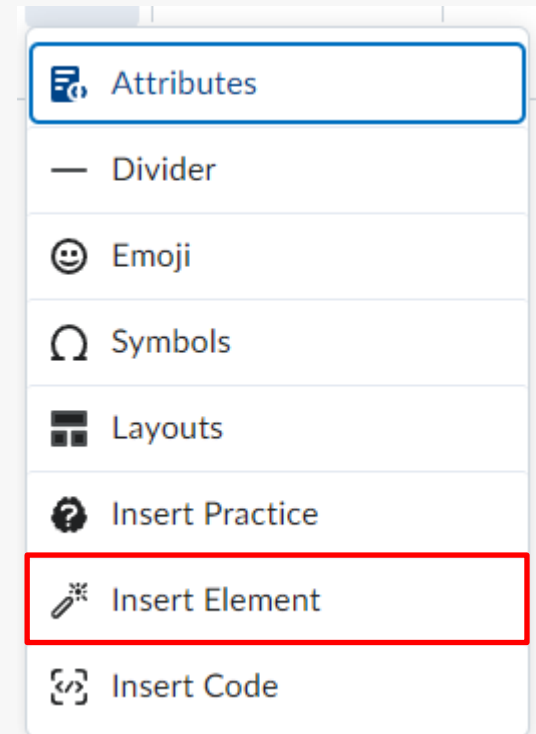 Attributes
Divider
Emoji
Symbols
Layouts
Insert Practice
Insert Element
Insert Code